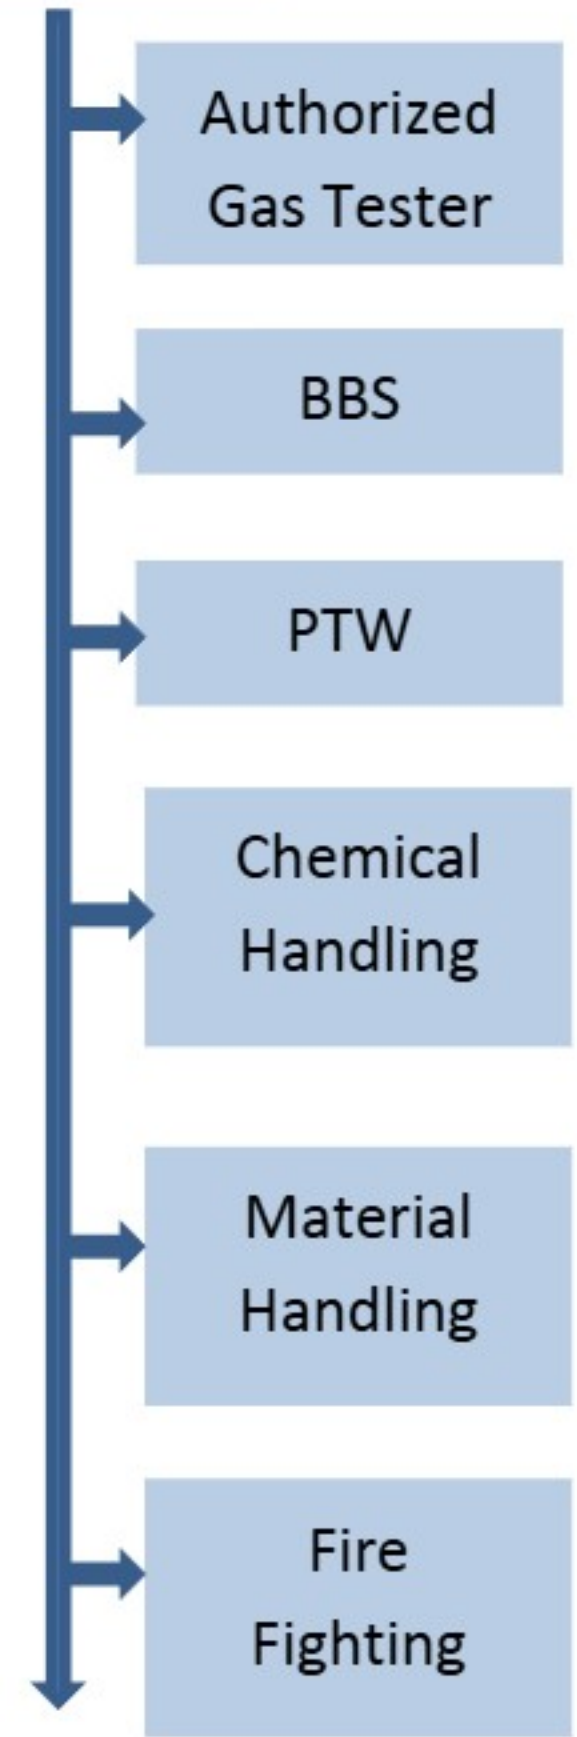 Authorized
Gas Tester
BBS
PTW
Chemical
Handling
Material
Handling
Fire
Fighting